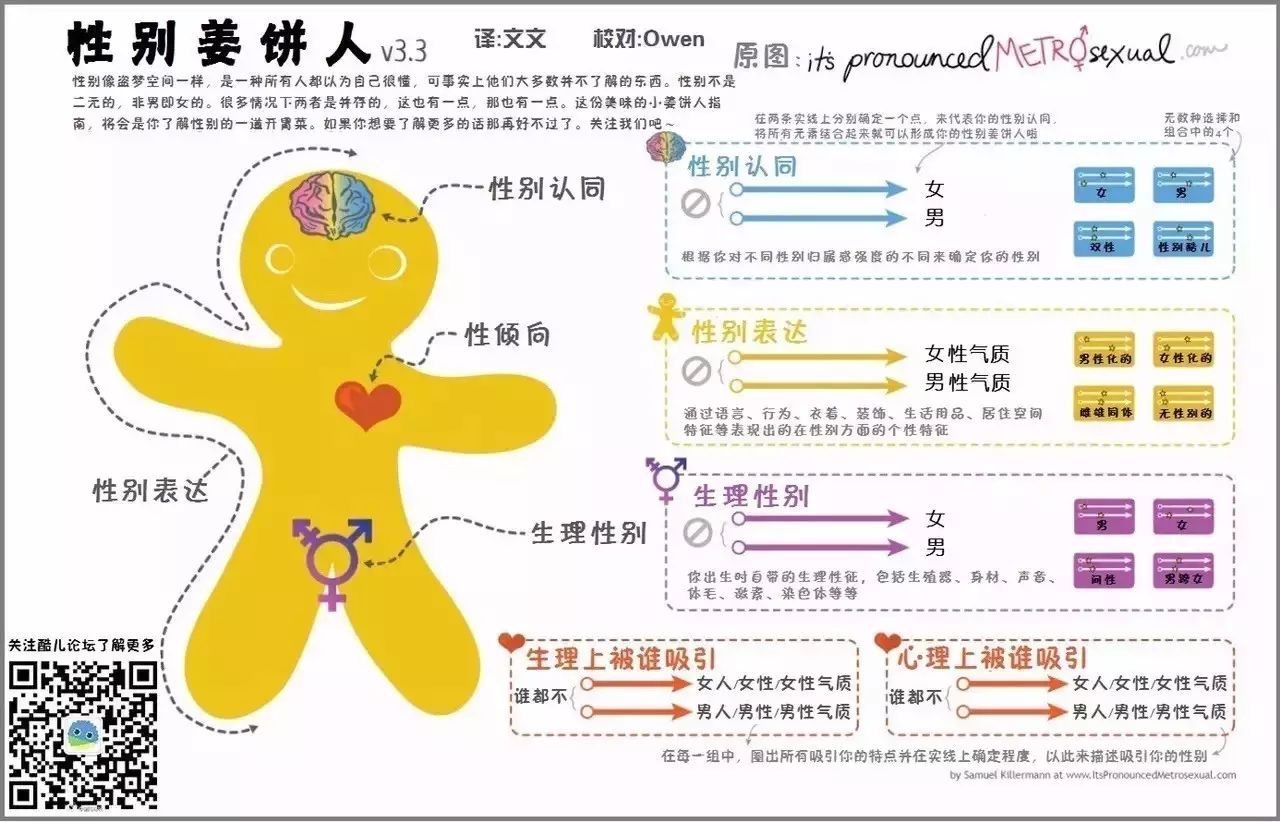 性别姜饼人 v3.3 译:文文 校对:Owen
原图: it's pronounced METROsexual.com
性别像盗梦空间一样，是一种所有人都以为自己很懂，可事实上他们大多数并不了解的东西。性别不是
二元的，非男即女的。很多情况下两者是并存的，这也有一点，那也有一点。这份美味的小姜饼人指
南，将会是你了解性别的一道开胃菜。如果你想要了解更多的话那再好不过了。关注我们吧～
性别认同
性倾向
性别表达
生理性别
关注酷儿论坛了解更多
在两条实线上分别确定一个点，来代表你的性别认同，
将所有元素结合起来就可以形成你的性别姜饼人啦
无数种选择和
组合中的4个
性别认同
女
男
根据你对不同性别归属感强度的不同来确定你的性别
女
男
双性
性别酷儿
性别表达
女性气质
男性气质
通过语言、行为、衣着、装饰、生活用品、居住空间
特征等表现出的在性别方面的个性特征
男性化的
女性化的
雌雄同体
无性别的
生理性别
女
男
你出生时自带的生理性征，包括生殖器、身材、声音、
体毛、激素、染色体等等
男
女
间性
男跨女
生理上被谁吸引
谁都不
女人/女性/女性气质
男人/男性/男性气质
心理上被谁吸引
谁都不
女人/女性/女性气质
男人/男性/男性气质
在每一组中，圈出所有吸引你的特点并在实线上确定程度，以此来描述吸引你的性别
by Samuel Killermann at www.ItsPronouncedMetrosexual.com